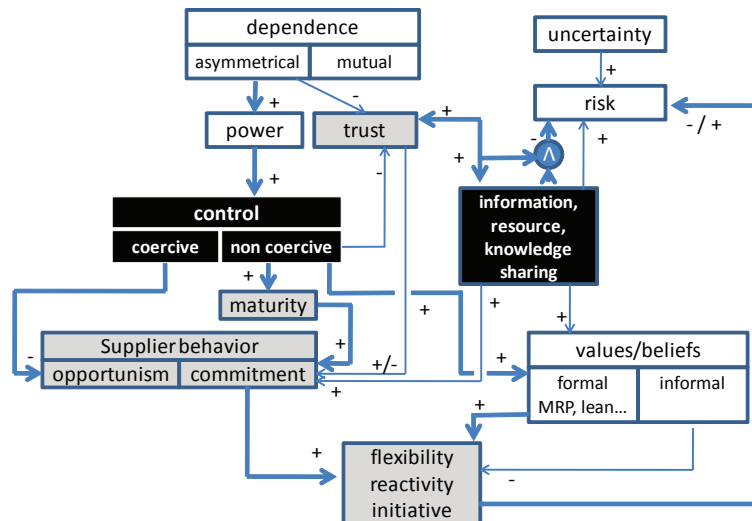 dependence
asymmetrical mutual
uncertainty
+
risk
+
-
+
- / +
power
trust
+
-
+
+
-
∧
control
coercive non coercive
information,
resource,
knowledge
sharing
+
maturity
+
+
+
-
Supplier behavior
opportunism commitment
+
+/-
+
+
values/beliefs
formal
MRP, lean...
informal
+
+
-
flexibility
reactivity
initiative